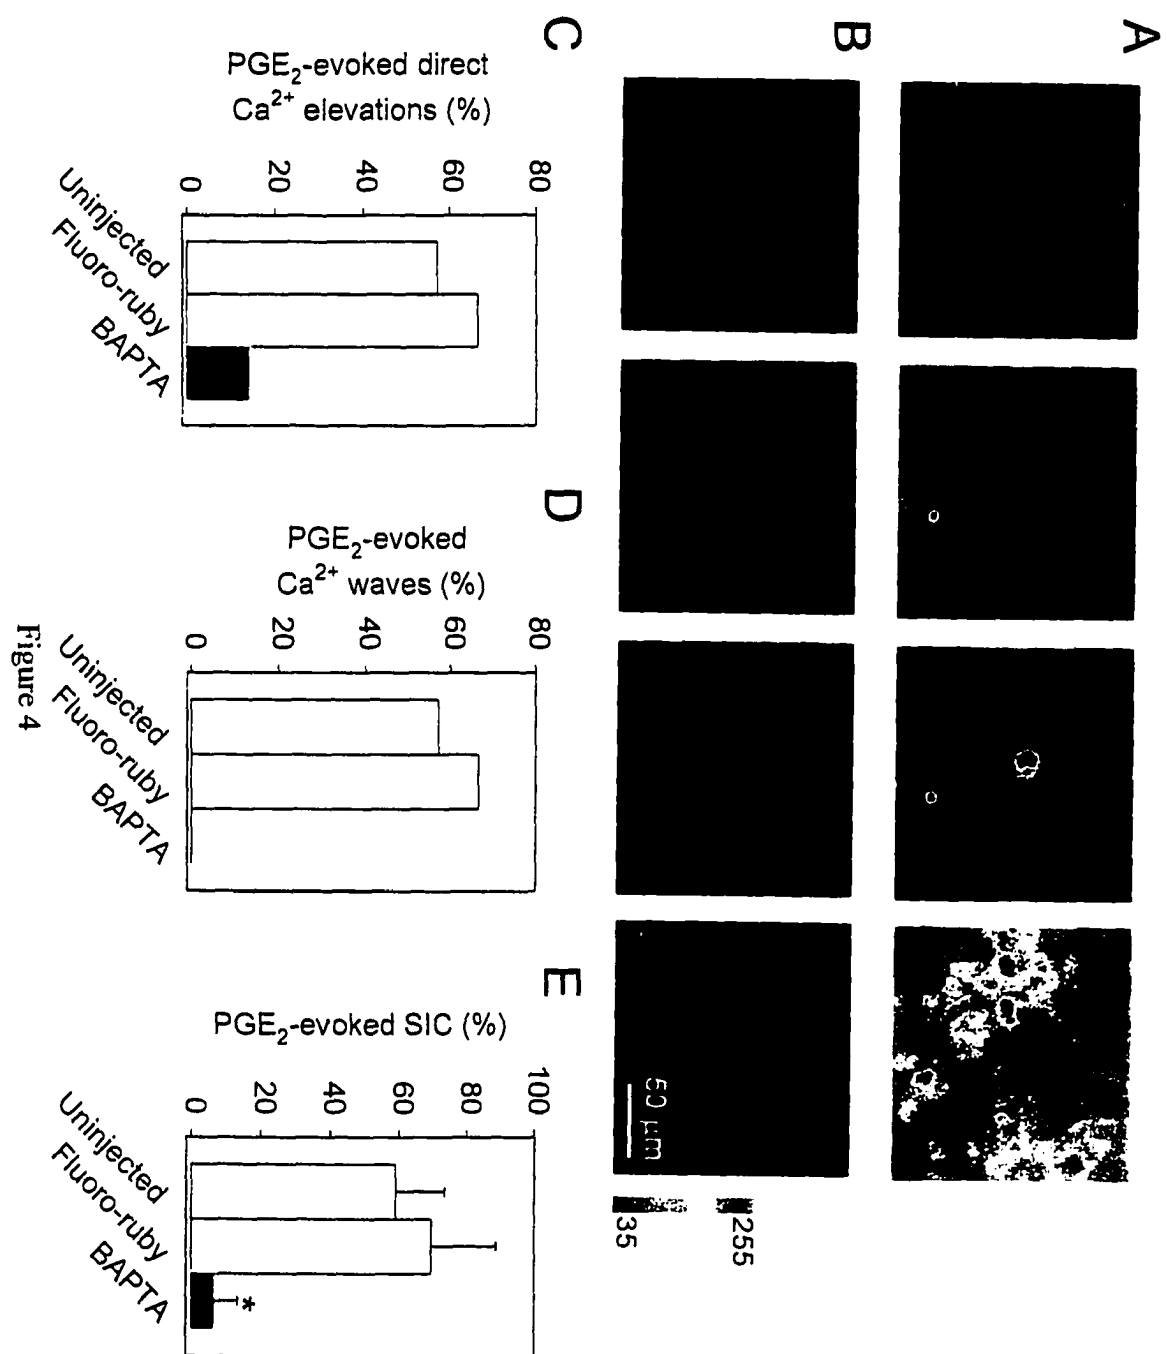 A
B
50 µm
255
35
C
PGE₂-evoked direct
Ca²⁺ elevations (%)
80
60
40
20
0
Uninjected
Fluoro-ruby
BAPTA
D
PGE₂-evoked
Ca²⁺ waves (%)
80
60
40
20
0
Uninjected
Fluoro-ruby
BAPTA
E
PGE₂-evoked SIC (%)
100
80
60
40
20
0
*
Uninjected
Fluoro-ruby
BAPTA
Figure 4